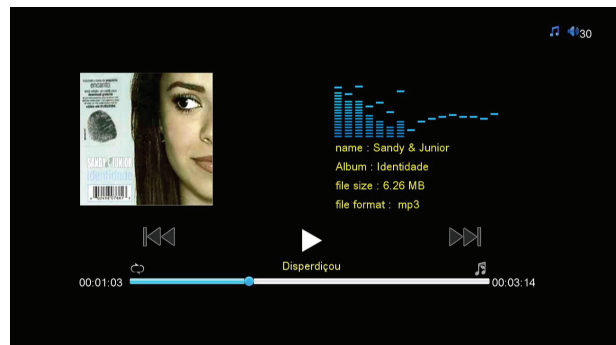 30
encanto
SANDY & JUNIOR
identidade
name : Sandy & Junior
Album : Identidade
file size : 6.26 MB
file format : mp3
Disperdiçou
00:01:03
00:03:14